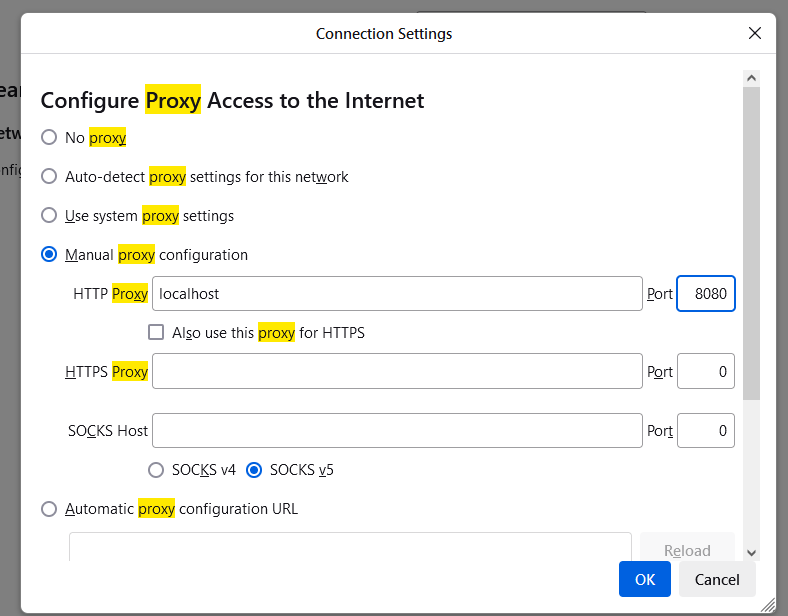 Connection Settings
Configure Proxy Access to the Internet
No proxy
Auto-detect proxy settings for this network
Use system proxy settings
Manual proxy configuration
HTTP Proxy localhost Port 8080
Also use this proxy for HTTPS
HTTPS Proxy Port 0
SOCKS Host Port 0
SOCKS v4 SOCKS v5
Automatic proxy configuration URL
Reload
OK Cancel